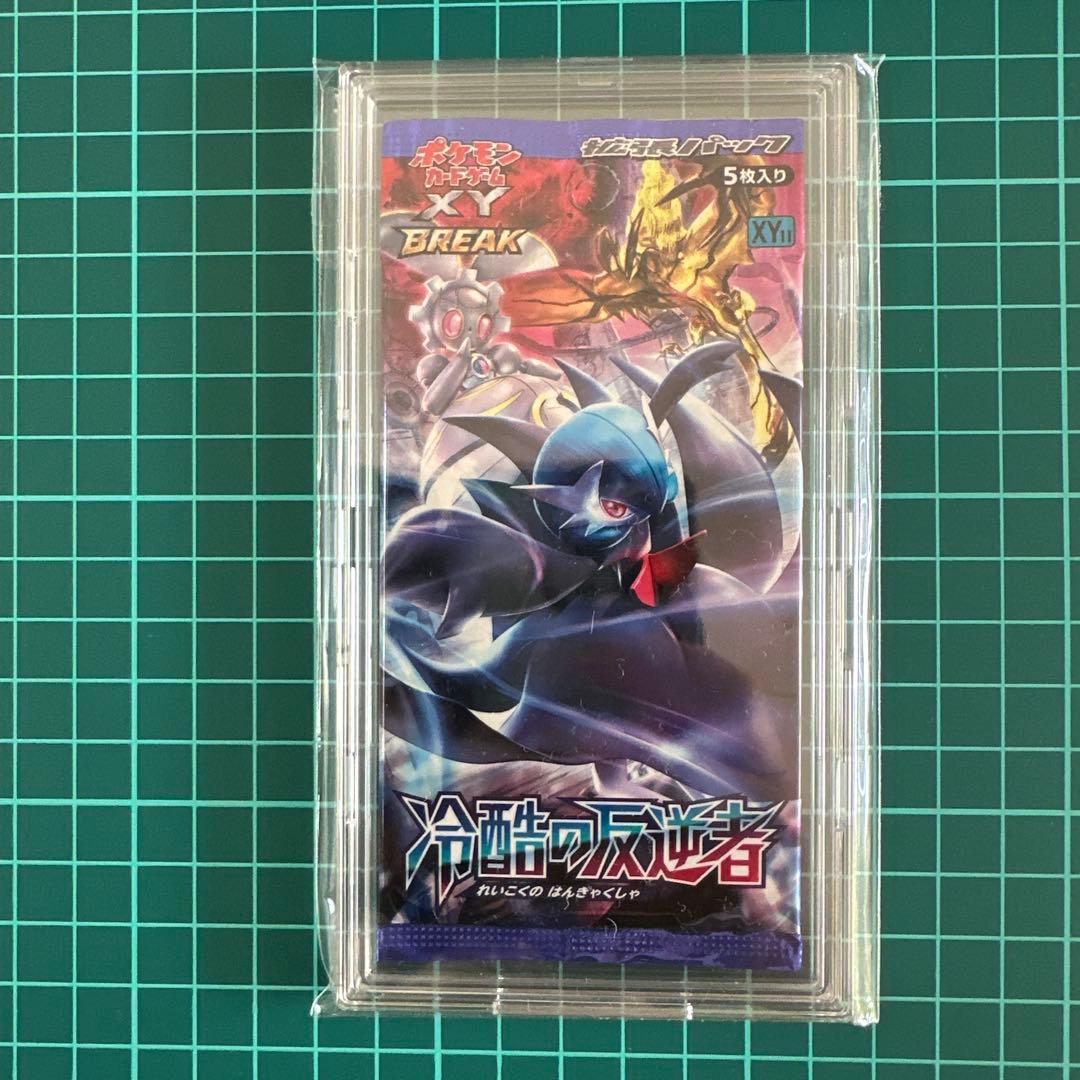 ポケモン
カードゲーム
XY
BREAK
拡張パック
5枚入り
XY11
冷酷の反逆者
れいこくの はんぎゃくしゃ